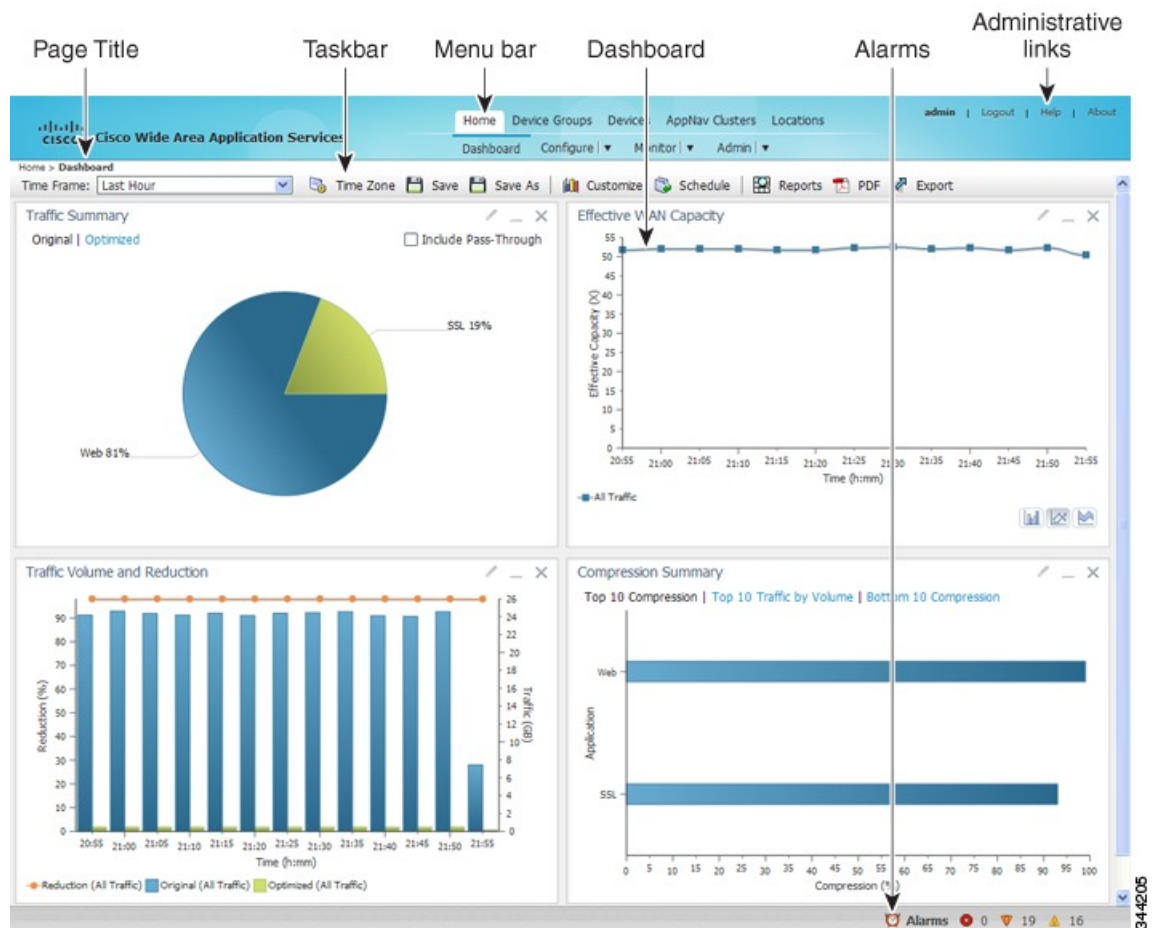 Page Title Taskbar Menu bar Dashboard Alarms Administrative links
cisco Cisco Wide Area Application Services
Home Device Groups Devices AppNav Clusters Locations
admin | Logout | Help | About
Dashboard Configure | ▼ Monitor | ▼ Admin | ▼
Home > Dashboard
Time Frame: Last Hour Time Zone Save Save As Customize Schedule Reports PDF Export
Traffic Summary
Original | Optimized Include Pass-Through
SSL 19%
Web 81%
Effective WAN Capacity
Effective Capacity (X)
55
50
45
40
35
30
25
20
15
10
5
0
20:55 21:00 21:05 21:10 21:15 21:20 21:25 21:30 21:35 21:40 21:45 21:50 21:55
Time (h:mm)
All Traffic
Traffic Volume and Reduction
Reduction (%)
90
80
70
60
50
40
30
20
10
0
26
24
22
20
18
16
14
12
10
8
6
4
2
0
Traffic (GB)
20:55 21:00 21:05 21:10 21:15 21:20 21:25 21:30 21:35 21:40 21:45 21:50 21:55
Time (h:mm)
Reduction (All Traffic) Original (All Traffic) Optimized (All Traffic)
Compression Summary
Top 10 Compression | Top 10 Traffic by Volume | Bottom 10 Compression
Application
Web
SSL
0 5 10 15 20 25 30 35 40 45 50 55 60 65 70 75 80 85 90 95 100
Compression (%)
Alarms 0 19 16
344205